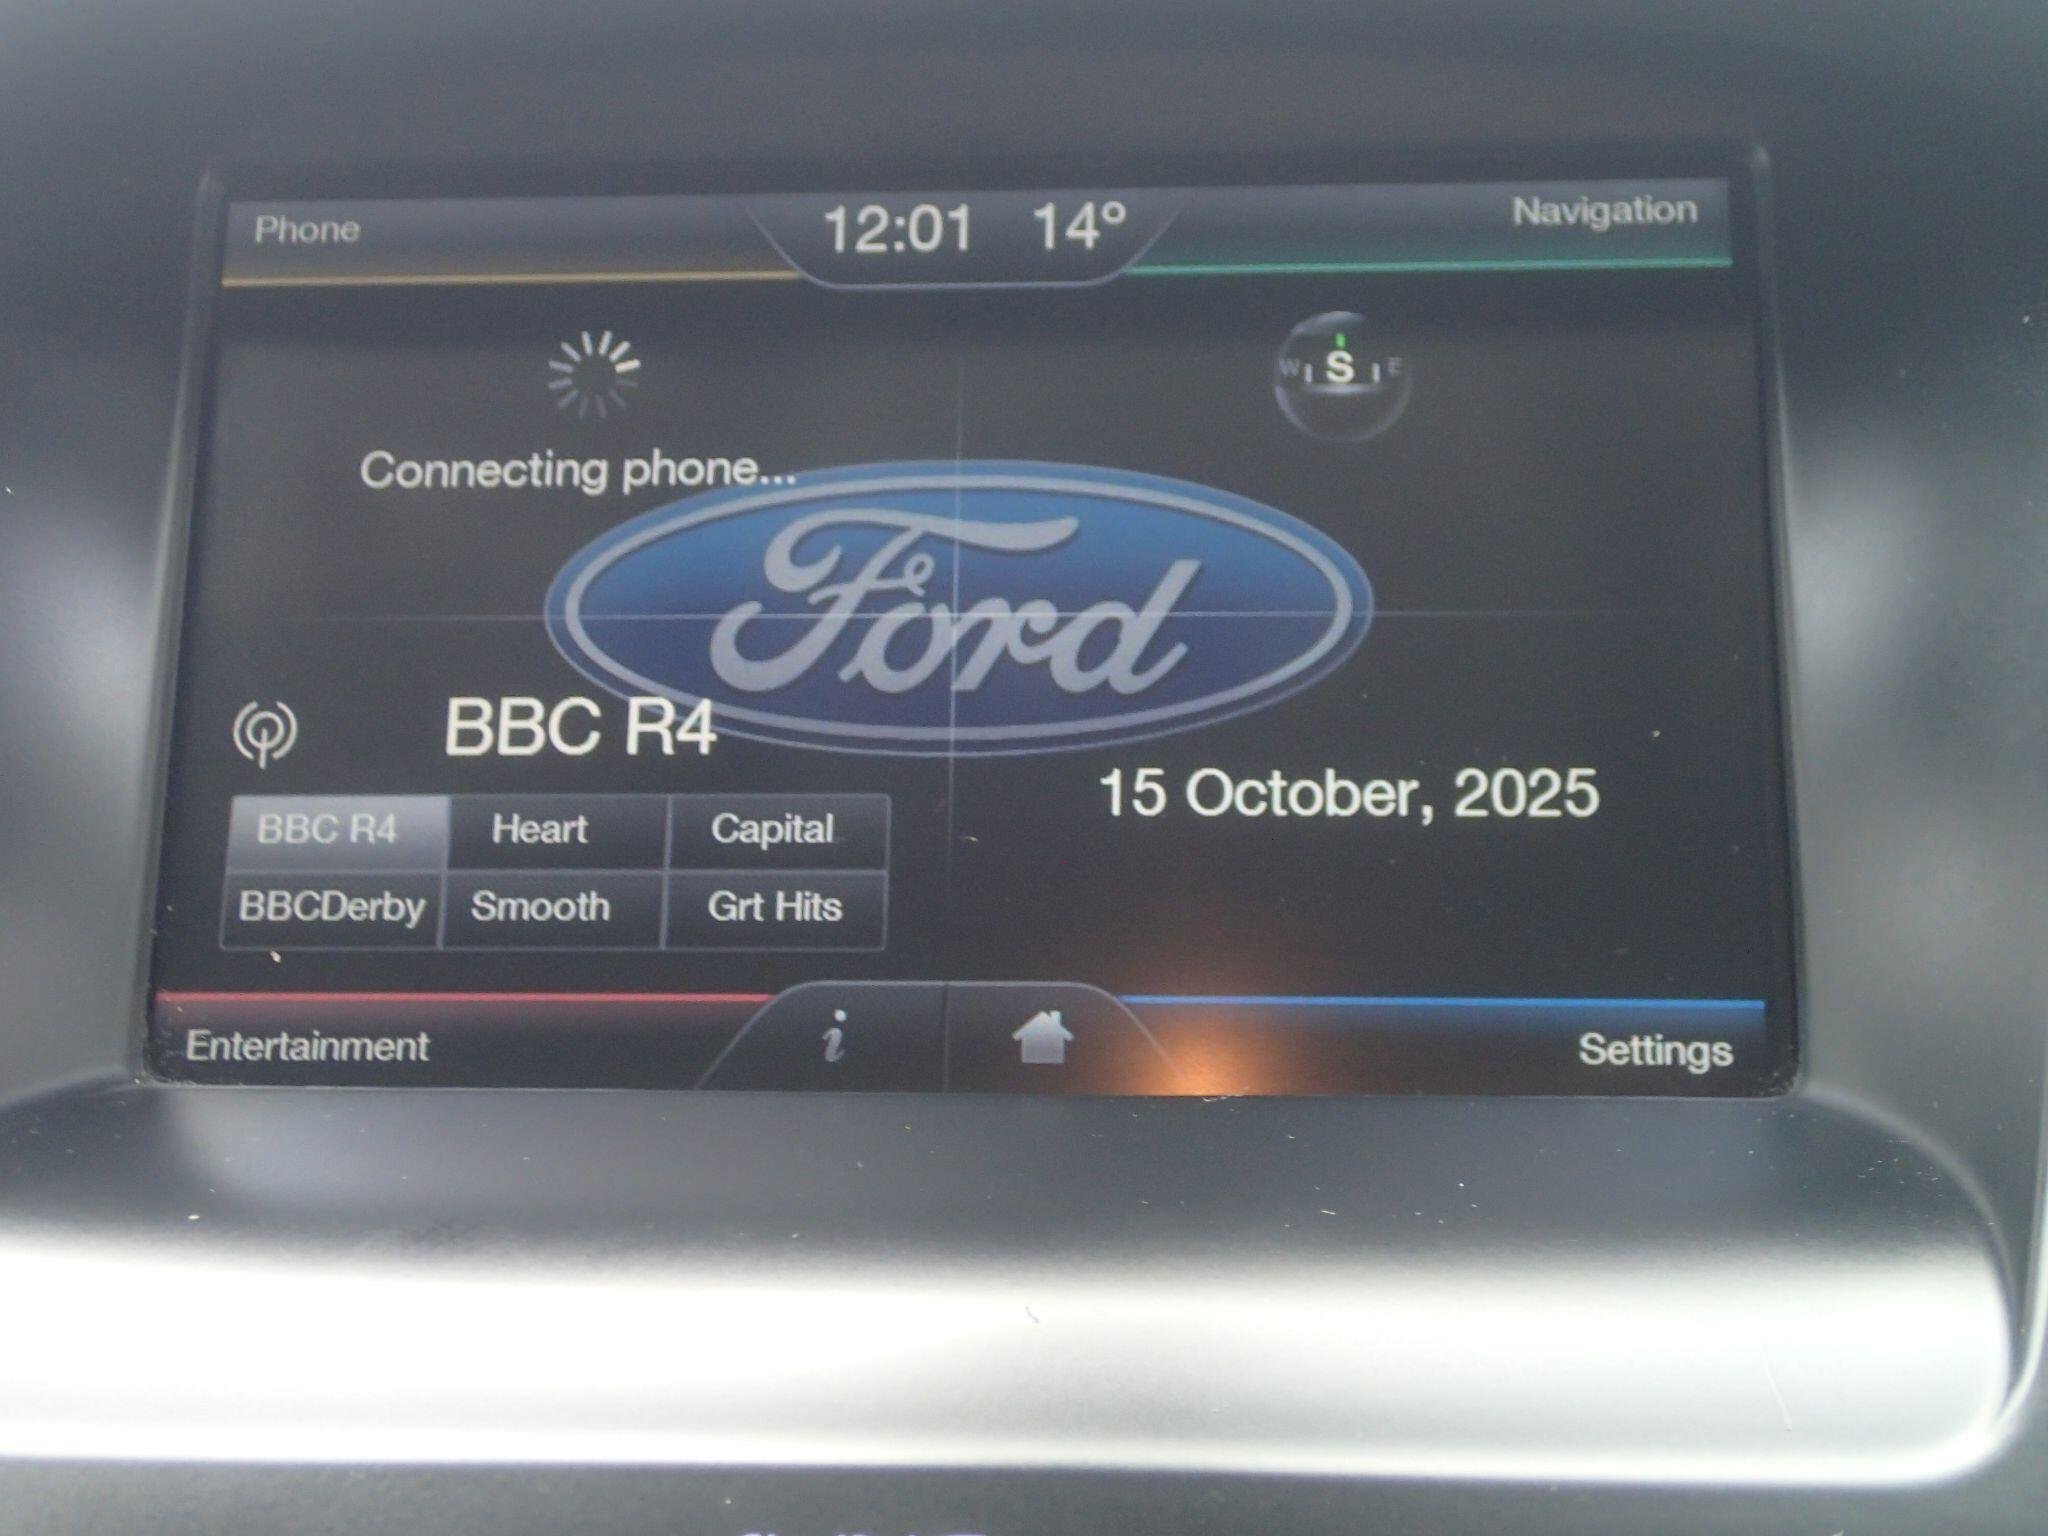 Phone
12:01 14°
Navigation
W S E
Connecting phone...
Ford
BBC R4
15 October, 2025
BBC R4 Heart Capital
BBCDerby Smooth Grt Hits
Entertainment
i
Settings